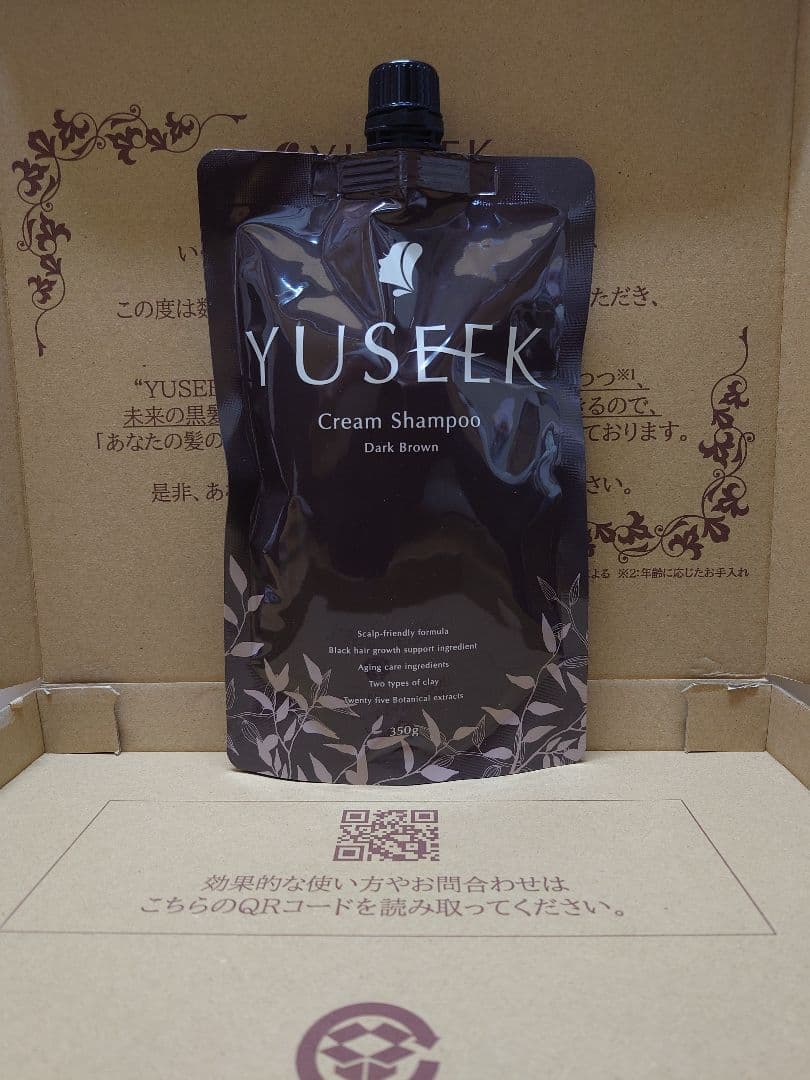 YUSEEK
この度は
ただき、
YUSEEK
つつ※1、
"YUSEE
未来の黒髪
るので、
Cream Shampoo
「あなたの髪の
ております。
Dark Brown
是非、あ
さい。
よる ※2:年齢に応じたお手入れ
Scalp-friendly formula
Black hair growth support ingredient
Aging care ingredients
Two types of clay
Twenty five Botanical extracts
350g
効果的な使い方やお問合わせは
こちらのQRコードを読み取ってください。